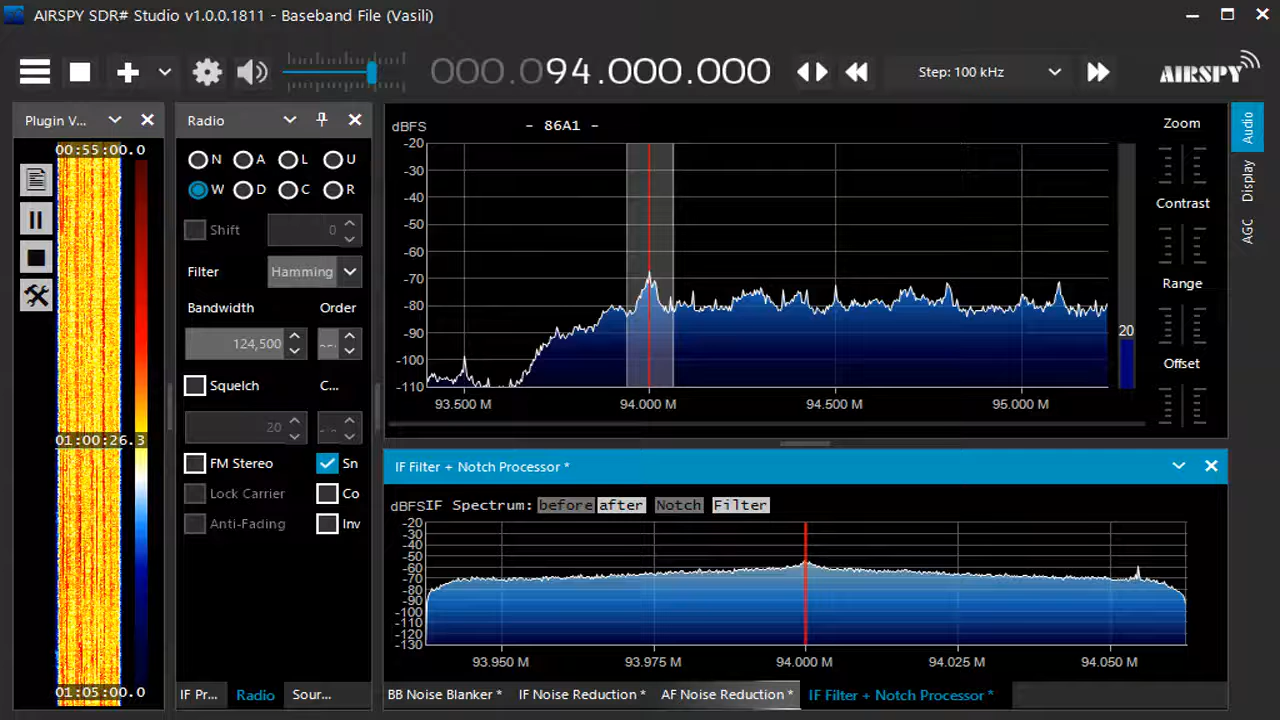 AIRSPY SDR# Studio v1.0.0.1811 - Baseband File (Vasili)
000.094.000.000
Step: 100 kHz
AIRSPY
Plugin V...
00:55:00.0
01:00:26.3
01:05:00.0
Radio
N A L U
W D C R
Shift 0
Filter Hamming
Bandwidth Order
124,500
Squelch C...
20
FM Stereo Sn
Lock Carrier Co
Anti-Fading Inv
IF Pr... Radio Sour...
dBFS - 86A1 -
-20
-30
-40
-50
-60
-70
-80
-90
-100
-110
93.500 M 94.000 M 94.500 M 95.000 M
20
Zoom
Contrast
Range
Offset
Audio
Display
AGC
IF Filter + Notch Processor *
dBFS IF Spectrum: before after Notch Filter
-20
-30
-40
-50
-60
-70
-80
-90
-100
-110
-120
-130
93.950 M 93.975 M 94.000 M 94.025 M 94.050 M
BB Noise Blanker * IF Noise Reduction * AF Noise Reduction * IF Filter + Notch Processor *